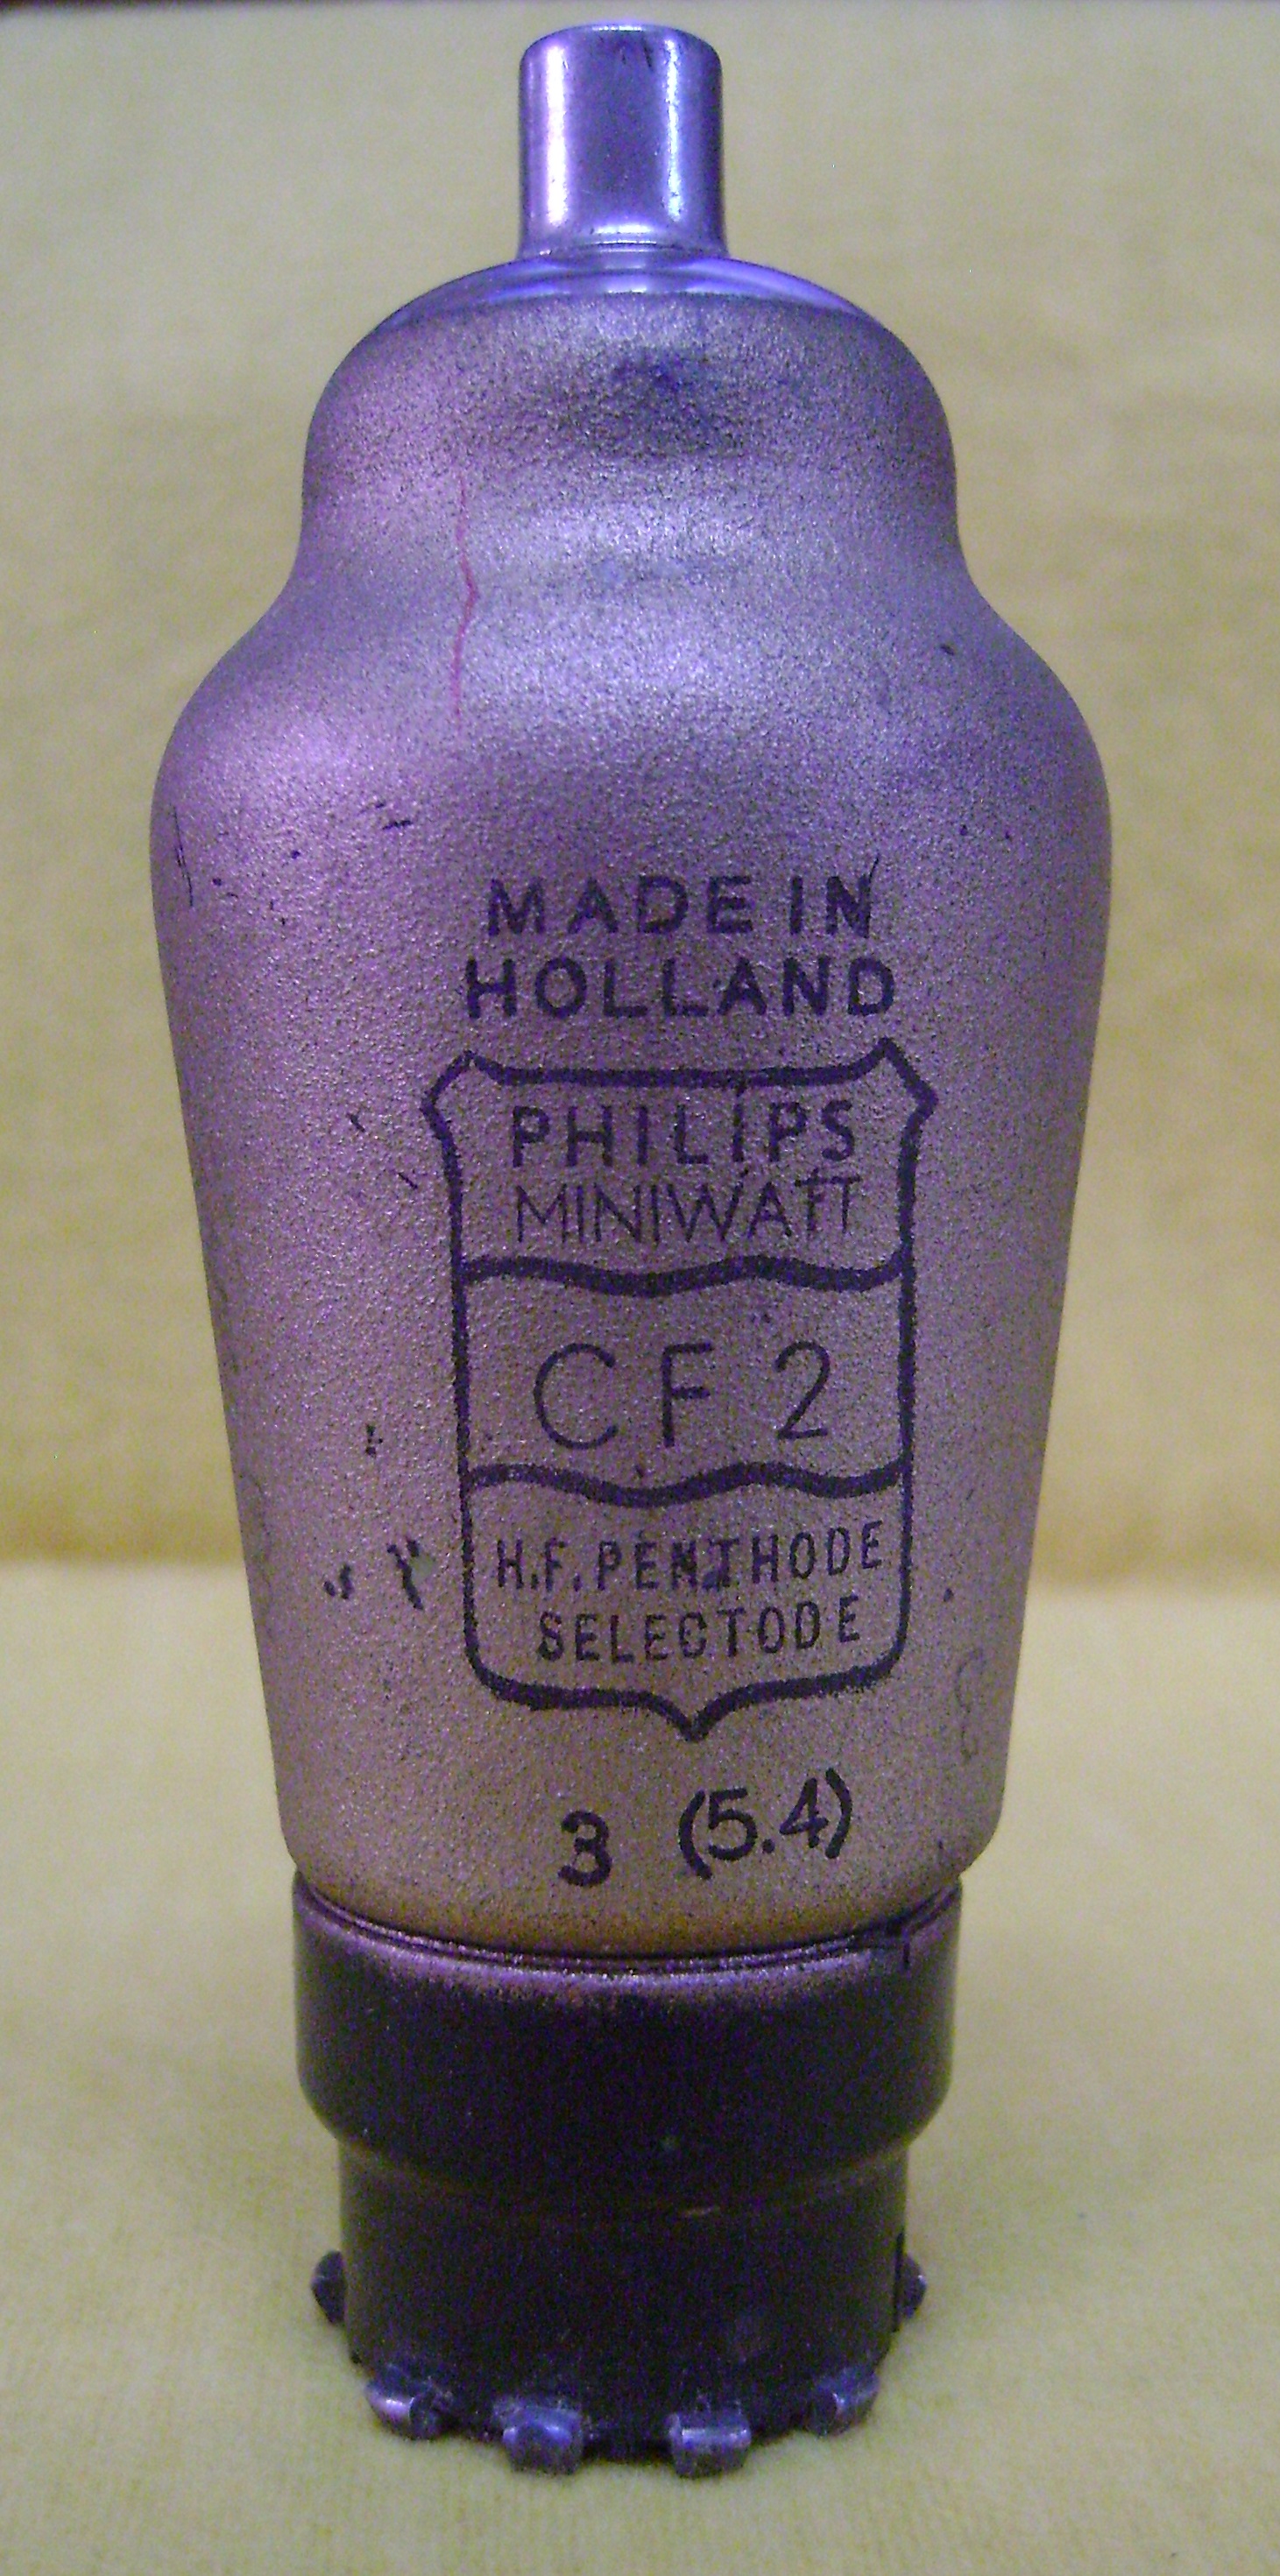 MADE IN
HOLLAND
PHILIPS
MINIWATT
CF 2
H.F. PENTHODE
SELECTODE
3 (5.4)